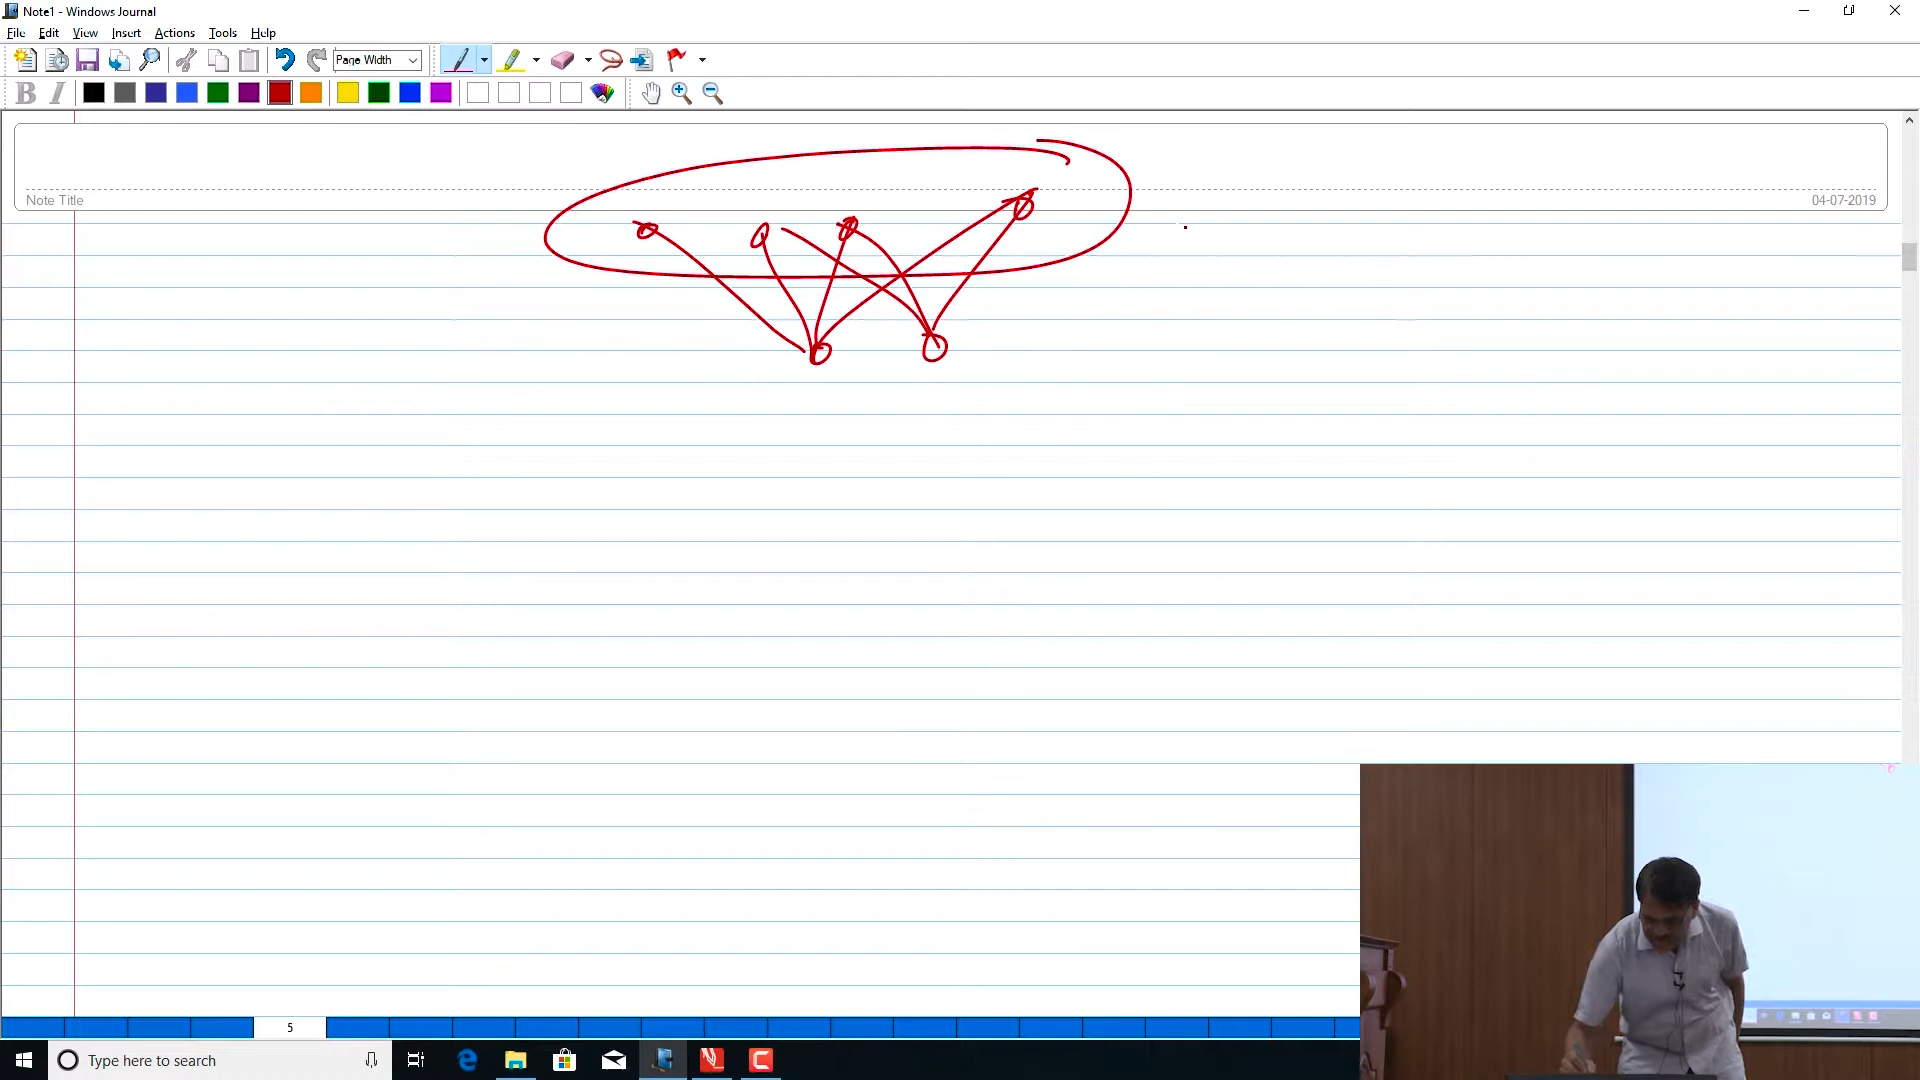 Note1 - Windows Journal
File Edit View Insert Actions Tools Help
Page Width
B I
Note Title
04-07-2019
5
Type here to search